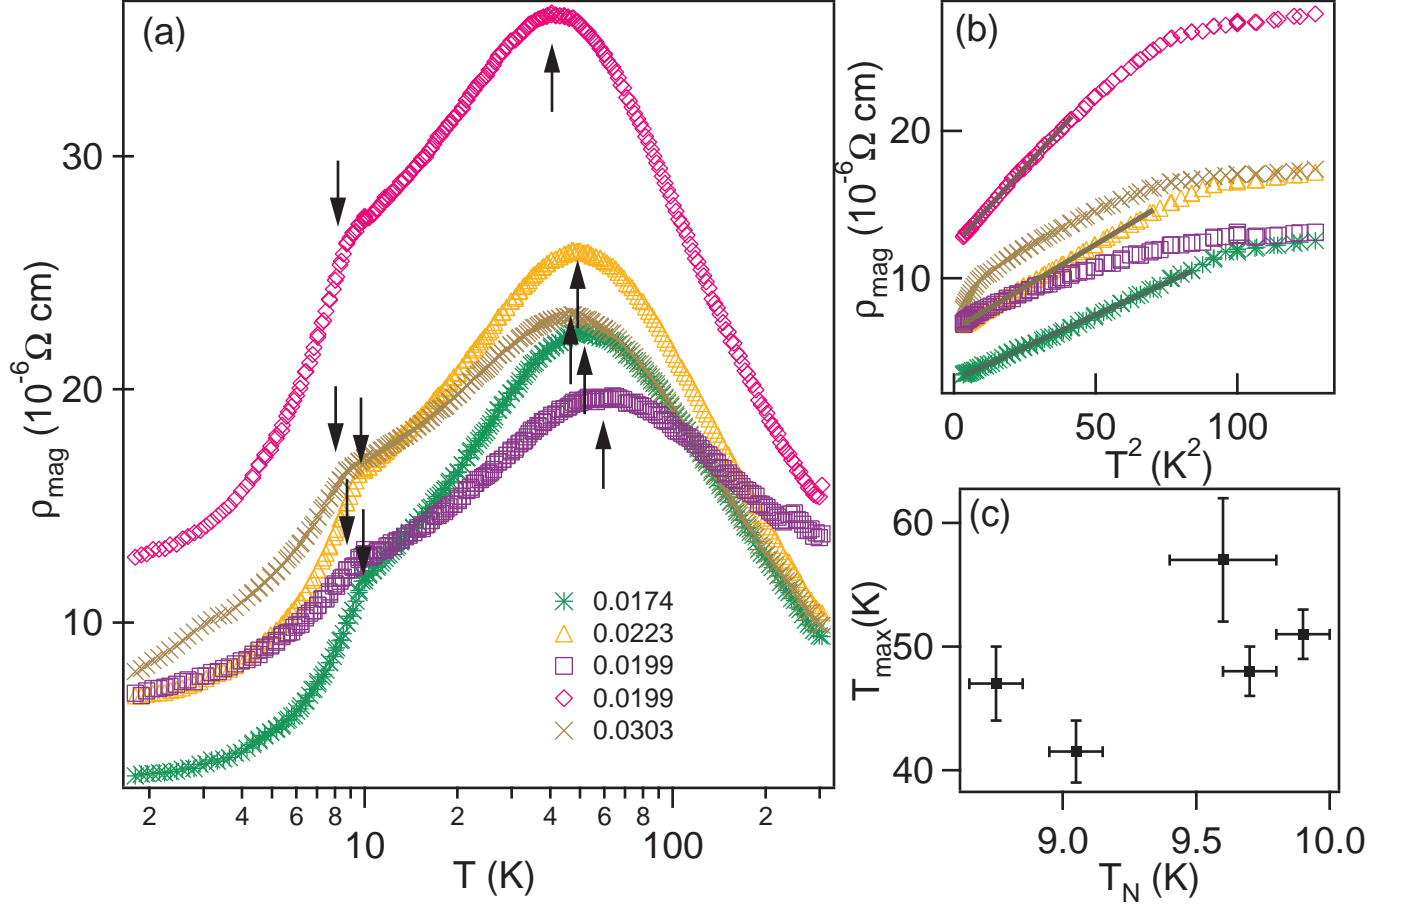 (a)
30
20
10
ρmag (10⁻⁶Ω cm)
0.0174
0.0223
0.0199
0.0199
0.0303
2 4 6 8 2 4 6 8 2
10 100
T (K)
(b)
20
10
ρmag (10⁻⁶Ω cm)
0 50 100
T² (K²)
(c)
60
50
40
Tmax(K)
9.0 9.5 10.0
TN (K)